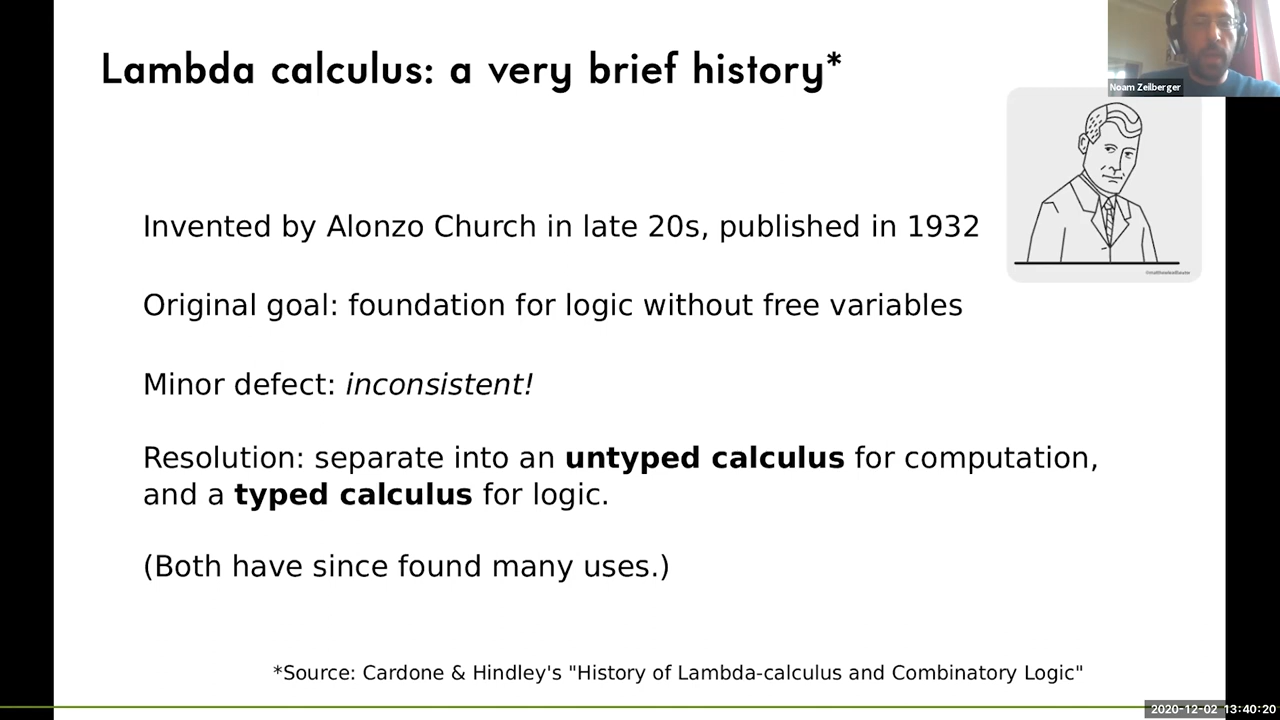 Lambda calculus: a very brief history*
Noam Zeilberger
Invented by Alonzo Church in late 20s, published in 1932
Original goal: foundation for logic without free variables
Minor defect: inconsistent!
Resolution: separate into an untyped calculus for computation,
and a typed calculus for logic.
(Both have since found many uses.)
*Source: Cardone & Hindley's "History of Lambda-calculus and Combinatory Logic"
2020-12-02 13:40:20